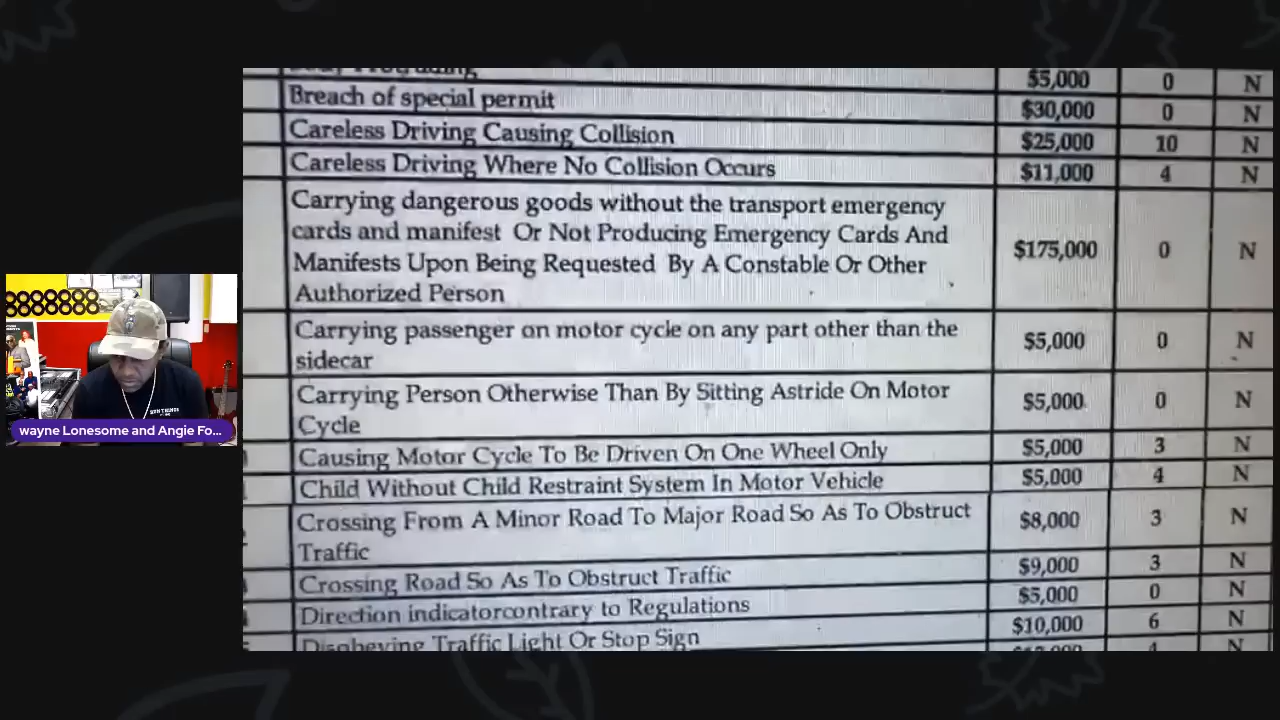 $5,000 0 N
Breach of special permit $30,000 0 N
Careless Driving Causing Collision $25,000 10 N
Careless Driving Where No Collision Occurs $11,000 4 N
Carrying dangerous goods without the transport emergency
cards and manifest Or Not Producing Emergency Cards And
Manifests Upon Being Requested By A Constable Or Other
Authorized Person
$175,000 0 N
Carrying passenger on motor cycle on any part other than the
sidecar
$5,000 0 N
Carrying Person Otherwise Than By Sitting Astride On Motor
Cycle
$5,000 0 N
Causing Motor Cycle To Be Driven On One Wheel Only $5,000 3 N
Child Without Child Restraint System In Motor Vehicle $5,000 4 N
Crossing From A Minor Road To Major Road So As To Obstruct
Traffic
$8,000 3 N
Crossing Road So As To Obstruct Traffic $9,000 3 N
Direction indicatorcontrary to Regulations $5,000 0 N
Disobeying Traffic Light Or Stop Sign $10,000 6 N
wayne Lonesome and Angie Fo...